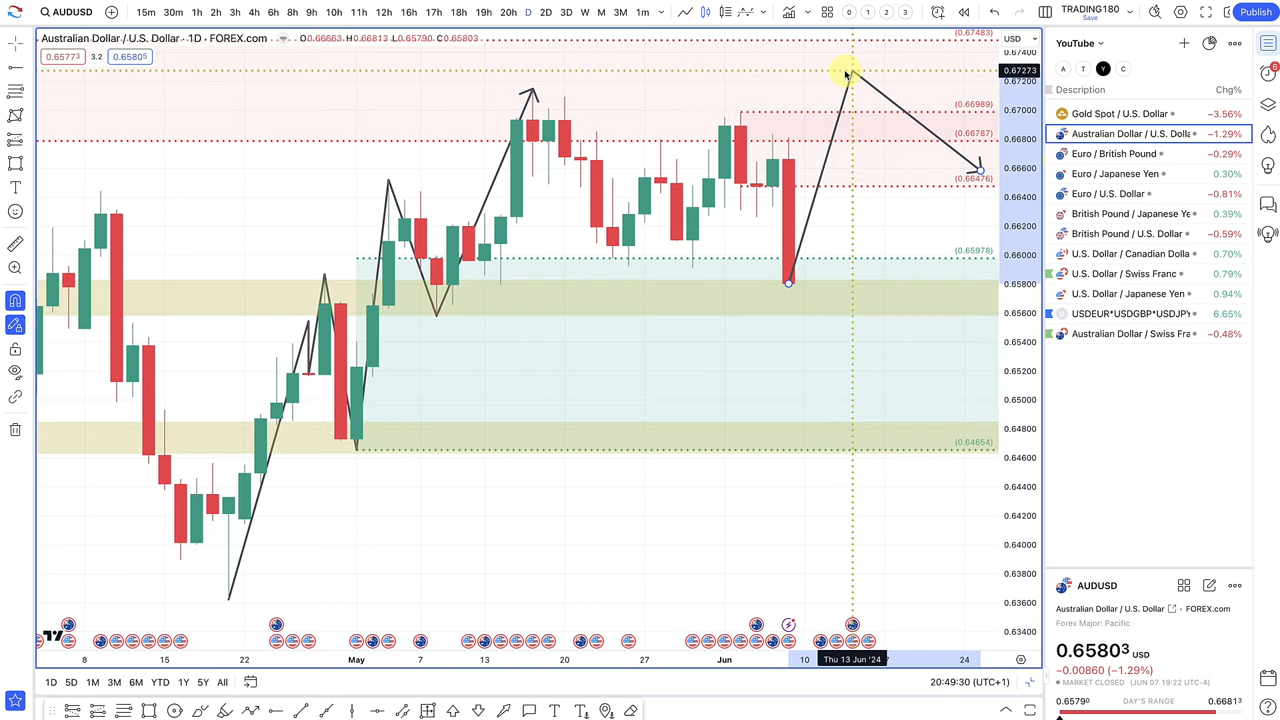 AUDUSD 15m 30m 1h 2h 3h 4h 6h 8h 9h 10h 11h 12h 16h 17h 18h 19h 20h D 2D 3D W M 3M 1m 0 1 2 3 TRADING180 Save Publish
Australian Dollar / U.S. Dollar · 1D · FOREX.com O0.66663 H0.66813 L0.65790 C0.65803
0.65773 3.2 0.65805
USD
(0.67483)
0.67400
0.67273
0.67200
(0.66989)
0.67000
(0.66787)
0.66800
0.66600
(0.66476)
0.66400
0.66200
(0.65978)
0.66000
0.65800
0.65600
0.65400
0.65200
0.65000
0.64800
(0.64654)
0.64600
0.64400
0.64200
0.64000
0.63800
0.63600
0.63400
8 15 22 May 7 13 20 27 Jun 10 Thu 13 Jun '24 24
1D 5D 1M 3M 6M YTD 1Y 5Y All
20:49:30 (UTC+1)
YouTube
A T Y C
Description Chg%
Gold Spot / U.S. Dollar −3.56%
Australian Dollar / U.S. Dolla −1.29%
Euro / British Pound −0.29%
Euro / Japanese Yen 0.30%
Euro / U.S. Dollar −0.81%
British Pound / Japanese Ye 0.39%
British Pound / U.S. Dollar −0.59%
U.S. Dollar / Canadian Dolla 0.70%
U.S. Dollar / Swiss Franc 0.79%
U.S. Dollar / Japanese Yen 0.94%
USDEUR*USDGBP*USDJPY 6.65%
Australian Dollar / Swiss Fra −0.48%
6
AUDUSD
Australian Dollar / U.S. Dollar · FOREX.com
Forex Major: Pacific
0.65803 USD
−0.00860 (−1.29%)
MARKET CLOSED (JUN 07 19:22 UTC-4)
0.65790 DAY'S RANGE 0.66813